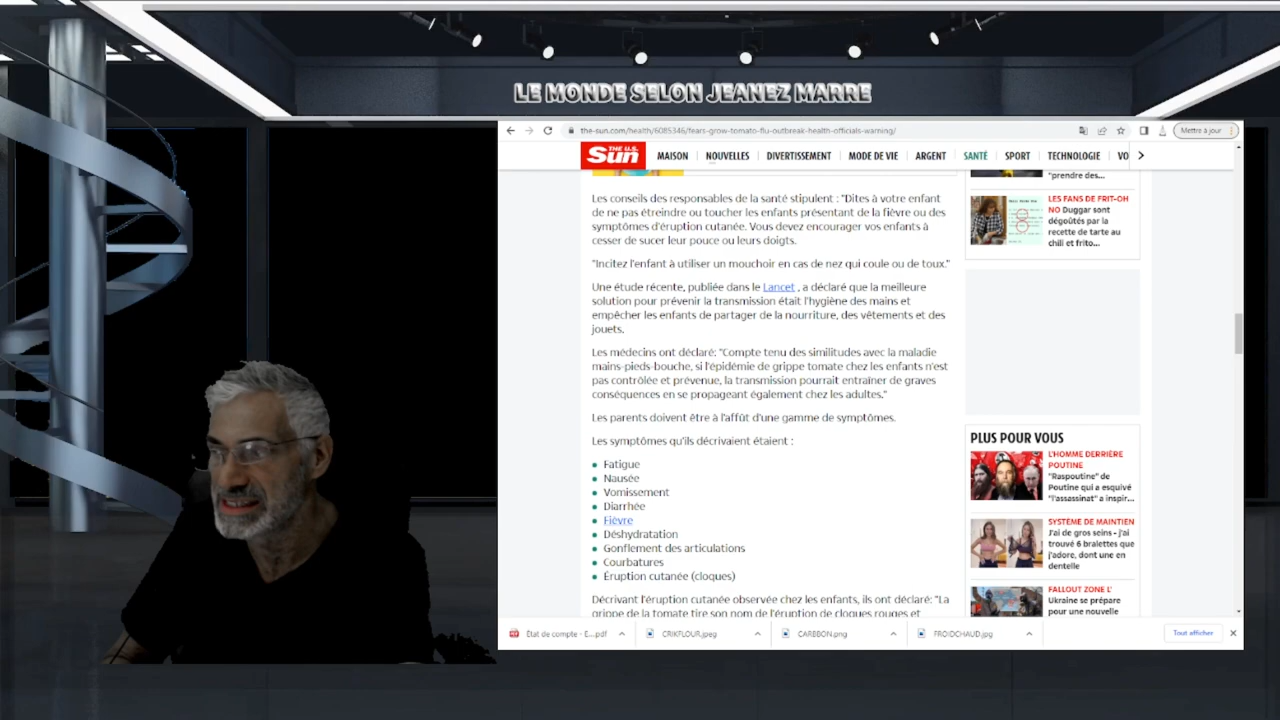 LE MONDE SELON JEANEZ MARRE
the-sun.com/health/6085346/fears-grow-tomato-flu-outbreak-health-officials-warning/
Mettre à jour
THE U.S. Sun
MAISON NOUVELLES DIVERTISSEMENT MODE DE VIE ARGENT SANTÉ SPORT TECHNOLOGIE VO
Les conseils des responsables de la santé stipulent : "Dites à votre enfant
de ne pas étreindre ou toucher les enfants présentant de la fièvre ou des
symptômes d'éruption cutanée. Vous devez encourager vos enfants à
cesser de sucer leur pouce ou leurs doigts.
"Incitez l'enfant à utiliser un mouchoir en cas de nez qui coule ou de toux."
Une étude récente, publiée dans le Lancet , a déclaré que la meilleure
solution pour prévenir la transmission était l'hygiène des mains et
empêcher les enfants de partager de la nourriture, des vêtements et des
jouets.
Les médecins ont déclaré: "Compte tenu des similitudes avec la maladie
mains-pieds-bouche, si l'épidémie de grippe tomate chez les enfants n'est
pas contrôlée et prévenue, la transmission pourrait entraîner de graves
conséquences en se propageant également chez les adultes."
Les parents doivent être à l'affût d'une gamme de symptômes.
Les symptômes qu'ils décrivaient étaient :
Fatigue
Nausée
Vomissement
Diarrhée
Fièvre
Déshydratation
Gonflement des articulations
Courbatures
Éruption cutanée (cloques)
Décrivant l'éruption cutanée observée chez les enfants, ils ont déclaré: "La
grippe de la tomate tire son nom de l'éruption de cloques rouges et
"prendre des...
LES FANS DE FRIT-OH
NO Duggar sont
dégoûtés par la
recette de tarte au
chili et frito...
PLUS POUR VOUS
L'HOMME DERRIÈRE
POUTINE
"Raspoutine" de
Poutine qui a esquivé
"l'assassinat" a inspir...
SYSTÈME DE MAINTIEN
J'ai de gros seins - j'ai
trouvé 6 bralettes que
j'adore, dont une en
dentelle
FALLOUT ZONE L'
Ukraine se prépare
pour une nouvelle
État de compte - E....pdf
CRIKFLOUR.jpeg
CARBBON.png
FROIDCHAUD.jpg
Tout afficher